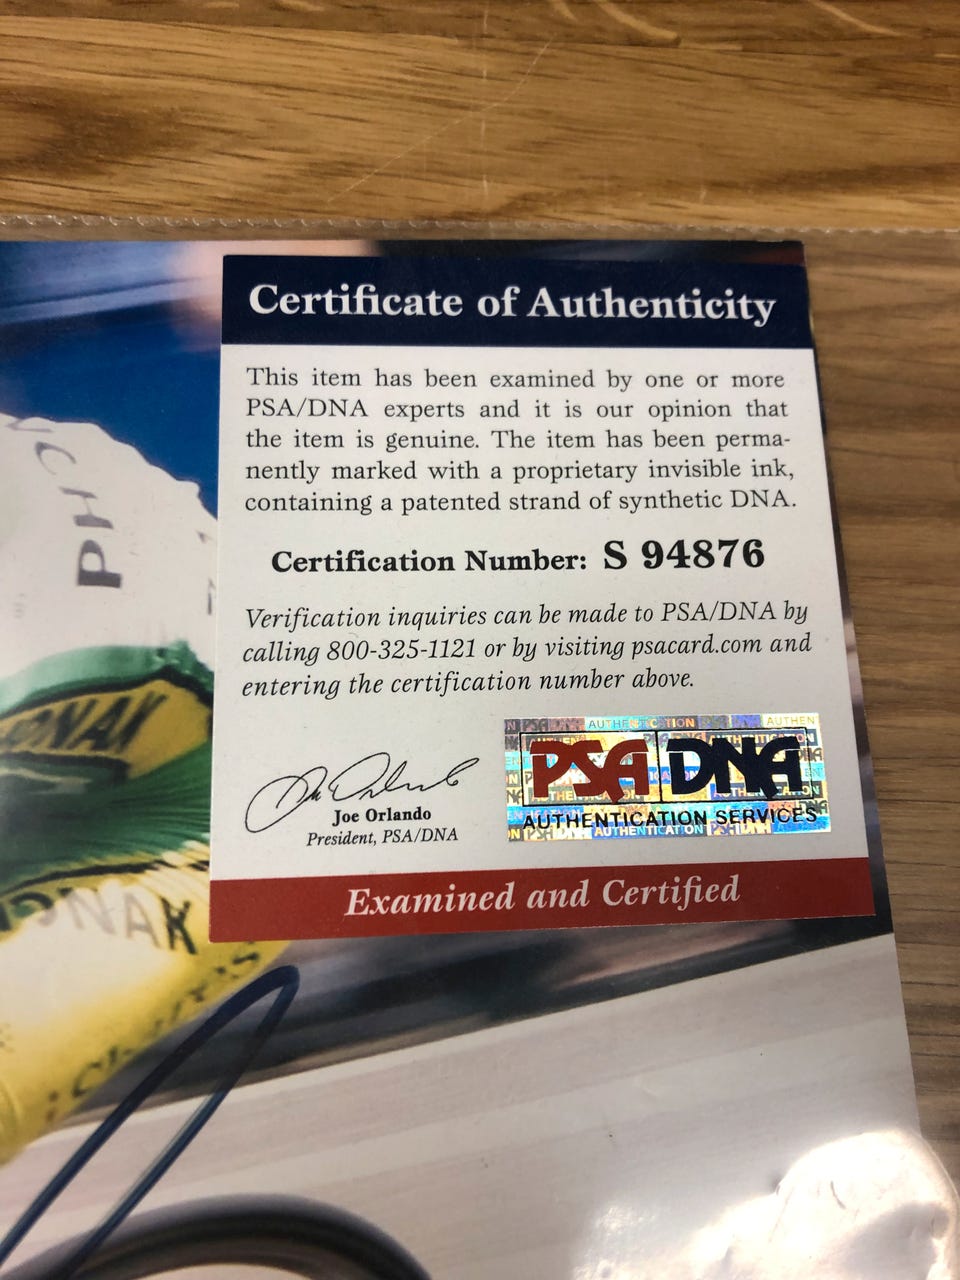 Certificate of Authenticity
This item has been examined by one or more
PSA/DNA experts and it is our opinion that
the item is genuine. The item has been perma-
nently marked with a proprietary invisible ink,
containing a patented strand of synthetic DNA.
Certification Number: S 94876
Verification inquiries can be made to PSA/DNA by
calling 800-325-1121 or by visiting psacard.com and
entering the certification number above.
Joe Orlando
President, PSA/DNA
AUTHENTICATION
PSA DNA
AUTHENTICATION SERVICES
AUTHENTICATION
Examined and Certified
PH